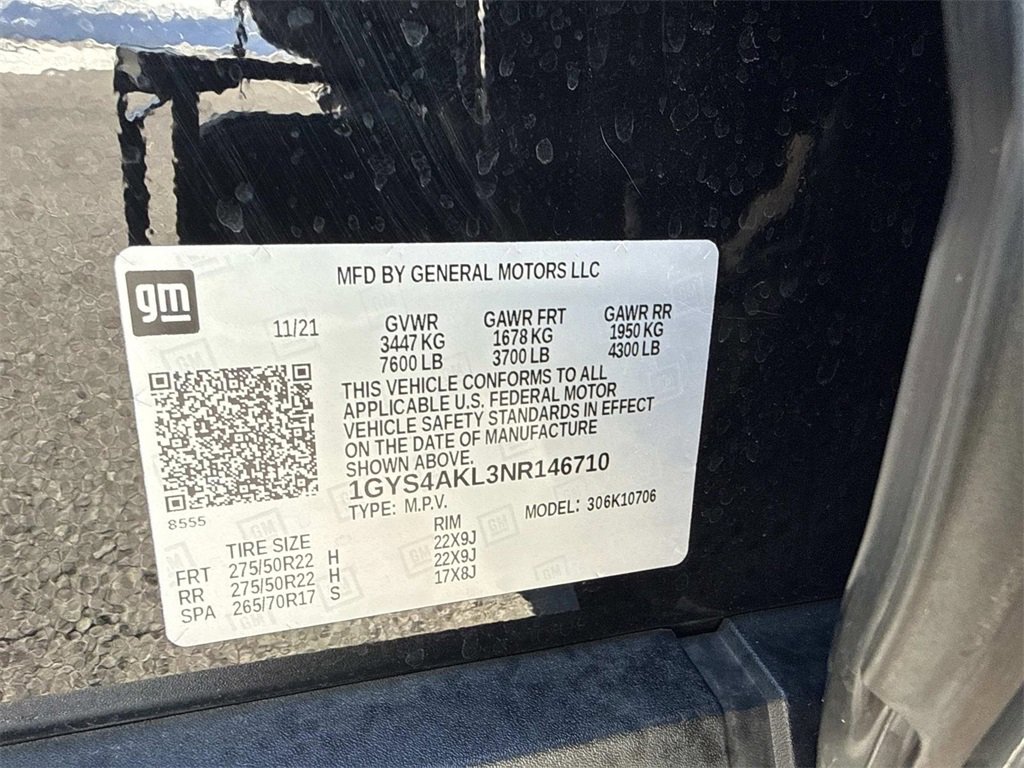 gm
MFD BY GENERAL MOTORS LLC
11/21
GVWR GAWR FRT GAWR RR
3447 KG 1678 KG 1950 KG
7600 LB 3700 LB 4300 LB
THIS VEHICLE CONFORMS TO ALL
APPLICABLE U.S. FEDERAL MOTOR
VEHICLE SAFETY STANDARDS IN EFFECT
ON THE DATE OF MANUFACTURE
SHOWN ABOVE.
1GYS4AKL3NR146710
TYPE: M.P.V. MODEL: 306K10706
8555
TIRE SIZE RIM
FRT 275/50R22 H 22X9J
RR 275/50R22 H 22X9J
SPA 265/70R17 S 17X8J